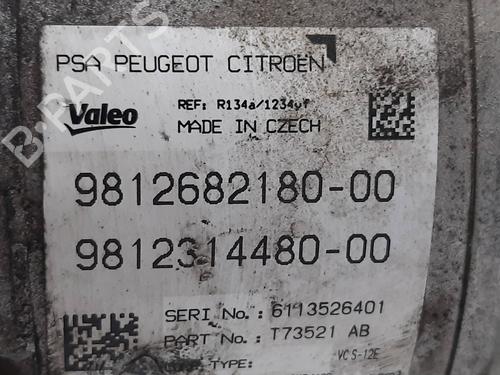 PSA PEUGEOT CITROËN
Valeo
REF: R134a/1234yf
MADE IN CZECH
9812682180-00
9812314480-00
SERI No.: 6113526401
PART No.: T73521 AB
TYPE:
VCS-12E
B-PARTS